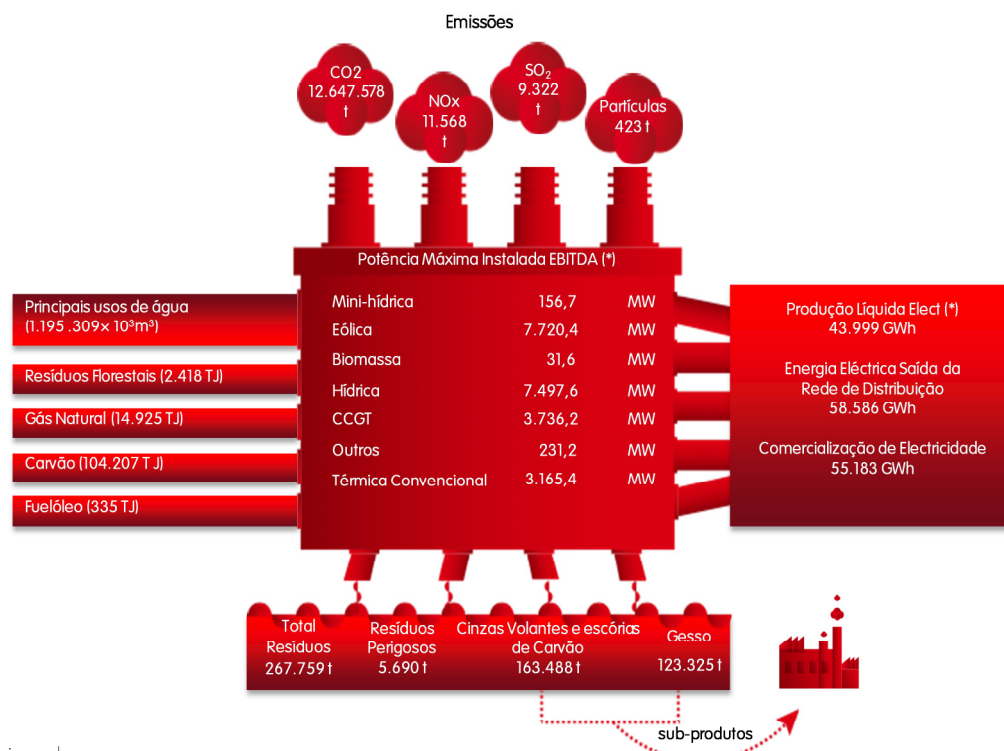 Emissões
CO2
12.647.578
t
NOx
11.568
t
SO₂
9.322
t
Partículas
423 t
Potência Máxima Instalada EBITDA (*)
Mini-hídrica 156,7 MW
Eólica 7.720,4 MW
Biomassa 31,6 MW
Hídrica 7.497,6 MW
CCGT 3.736,2 MW
Outros 231,2 MW
Térmica Convencional 3.165,4 MW
Principais usos de água
(1.195 .309x 10³m³)
Resíduos Florestais (2.418 TJ)
Gás Natural (14.925 TJ)
Carvão (104.207 T J)
Fuelóleo (335 TJ)
Produção Líquida Elect (*)
43.999 GWh
Energia Eléctrica Saída da
Rede de Distribuição
58.586 GWh
Comercialização de Electricidade
55.183 GWh
Total
Resíduos
267.759 t
Resíduos
Perigosos
5.690 t
Cinzas Volantes e escórias
de Carvão
163.488 t
Gesso
123.325 t
sub-produtos